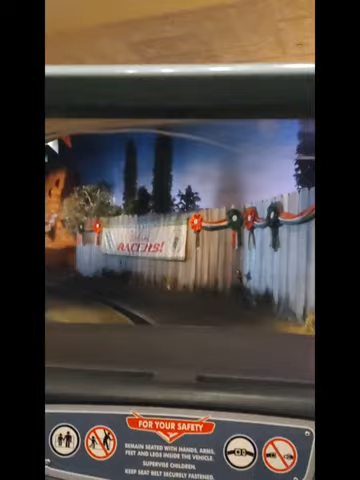 RACERS!
FOR YOUR SAFETY
REMAIN SEATED WITH HANDS, ARMS,
FEET AND LEGS INSIDE THE VEHICLE.
SUPERVISE CHILDREN.
KEEP SEAT BELT SECURELY FASTENED.